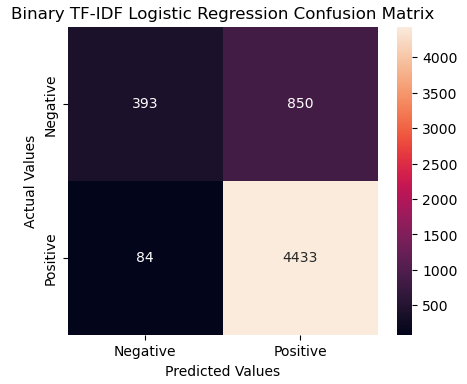 Binary TF-IDF Logistic Regression Confusion Matrix
Actual Values
Negative
393
850
Positive
84
4433
Negative
Positive
Predicted Values
4000
3500
3000
2500
2000
1500
1000
500